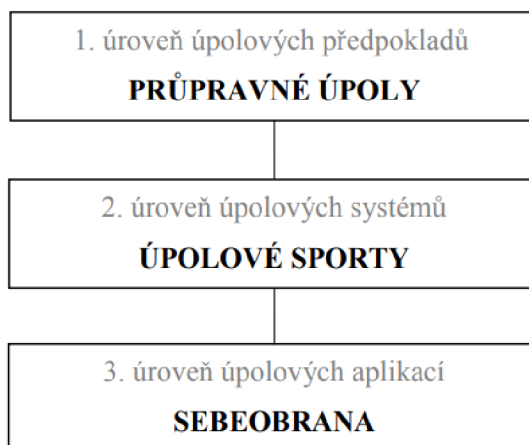 1. úroveň úpolových předpokladů
PRŮPRAVNÉ ÚPOLY
2. úroveň úpolových systémů
ÚPOLOVÉ SPORTY
3. úroveň úpolových aplikací
SEBEOBRANA